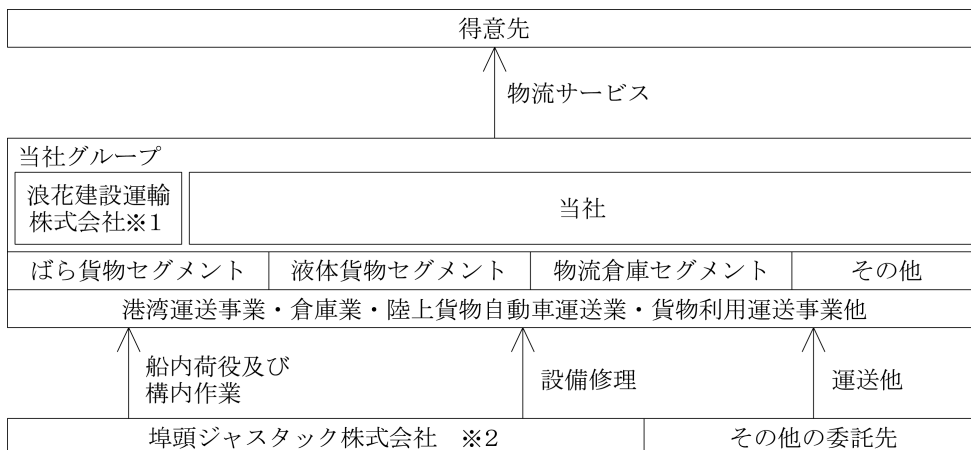 得意先
物流サービス
当社グループ
浪花建設運輸
株式会社※1
当社
ばら貨物セグメント
液体貨物セグメント
物流倉庫セグメント
その他
港湾運送事業・倉庫業・陸上貨物自動車運送業・貨物利用運送事業他
船内荷役及び
構内作業
設備修理
運送他
埠頭ジャスタック株式会社 ※2
その他の委託先